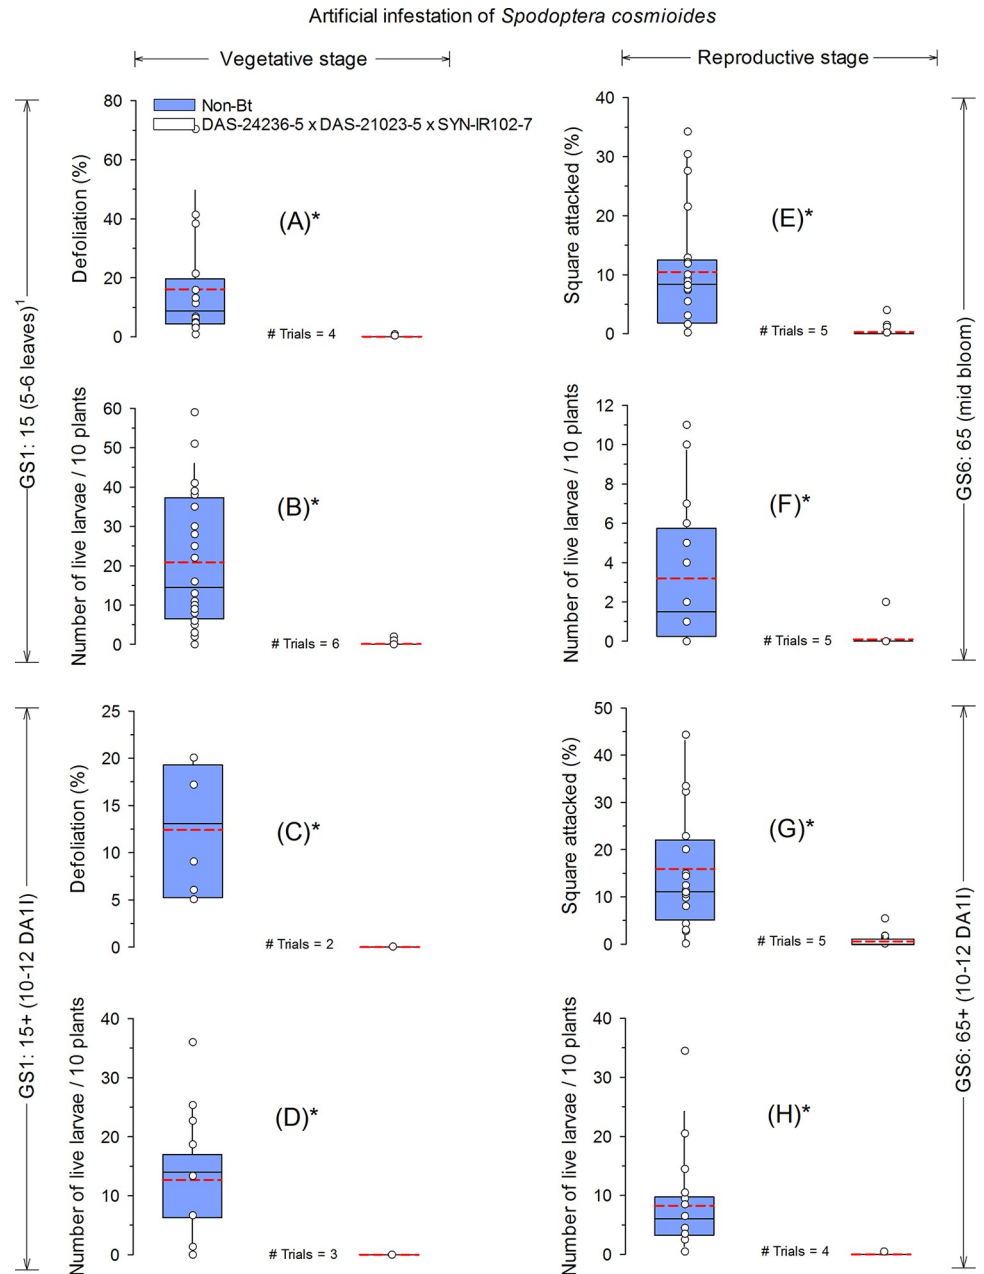 Artificial infestation of Spodoptera cosmioides
Vegetative stage
Reproductive stage
GS1: 15 (5-6 leaves)1
Defoliation (%)
80
60
40
20
0
Non-Bt
DAS-24236-5 x DAS-21023-5 x SYN-IR102-7
(A)*
# Trials = 4
Square attacked (%)
40
30
20
10
0
(E)*
# Trials = 5
GS6: 65 (mid bloom)
Number of live larvae / 10 plants
60
50
40
30
20
10
0
(B)*
# Trials = 6
Number of live larvae / 10 plants
12
10
8
6
4
2
0
(F)*
# Trials = 5
GS1: 15+ (10-12 DA1I)
Defoliation (%)
25
20
15
10
5
0
(C)*
# Trials = 2
Square attacked (%)
50
40
30
20
10
0
(G)*
# Trials = 5
GS6: 65+ (10-12 DA1I)
Number of live larvae / 10 plants
40
30
20
10
0
(D)*
# Trials = 3
Number of live larvae / 10 plants
40
30
20
10
0
(H)*
# Trials = 4